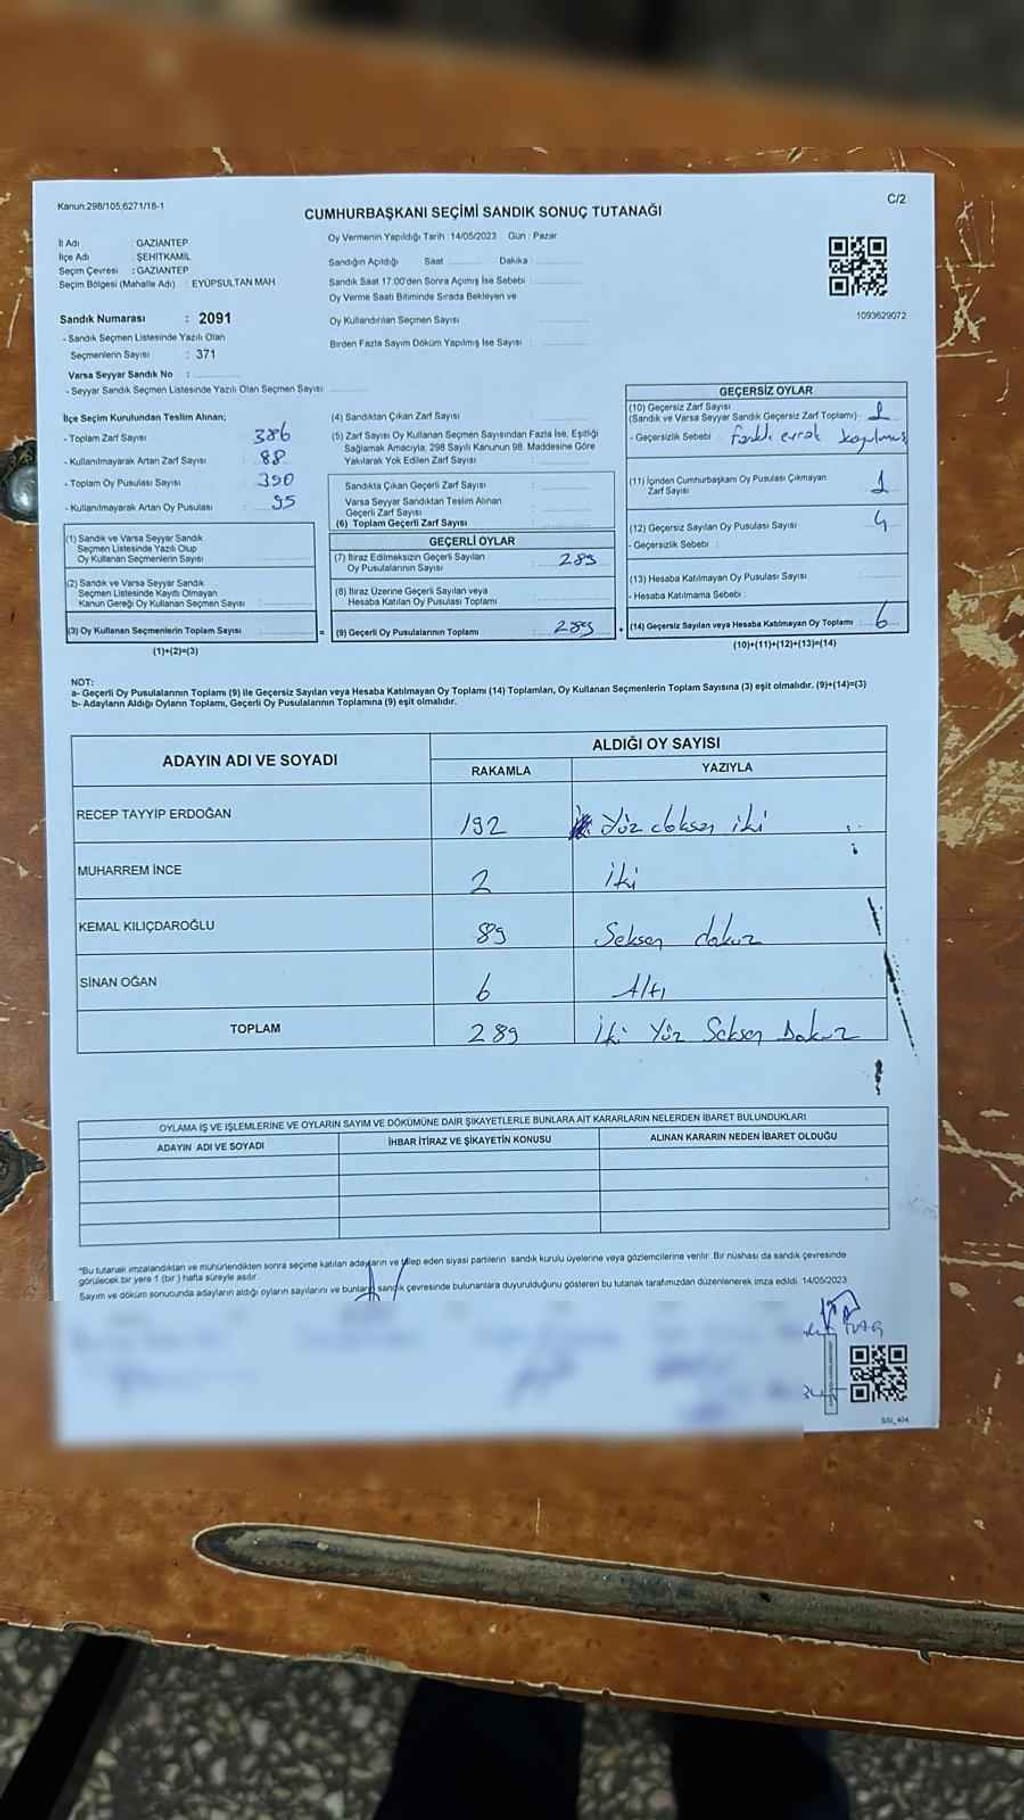 Kanun:298/105.6271/18-1
C/2
CUMHURBAŞKANI SEÇİMİ SANDIK SONUÇ TUTANAĞI
İl Adı : GAZİANTEP
İlçe Adı : ŞEHİTKAMİL
Seçim Çevresi : GAZİANTEP
Seçim Bölgesi (Mahalle Adı) : EYÜPSULTAN MAH
Oy Vermenin Yapıldığı Tarih :14/05/2023 Gün : Pazar
Sandığın Açıldığı Saat Dakika :
Sandık Saat 17:00'den Sonra Açımış İse Sebebi :
Oy Verme Saati Bitiminde Sırada Bekleyen ve
Oy Kullandırılan Seçmen Sayısı
Birden Fazla Sayım Döküm Yapılmış İse Sayısı :
1093629072
Sandık Numarası : 2091
- Sandık Seçmen Listesinde Yazılı Olan
Seçmenlerin Sayısı : 371
Varsa Seyyar Sandık No :
- Seyyar Sandık Seçmen Listesinde Yazılı Olan Seçmen Sayısı:
İlçe Seçim Kurulundan Teslim Alınan;
- Toplam Zarf Sayısı : 386
- Kullanılmayarak Artan Zarf Sayısı : 88
- Toplam Oy Pusulası Sayısı : 390
- Kullanılmayarak Artan Oy Pusulası : 95
(1) Sandık ve Varsa Seyyar Sandık
Seçmen Listesinde Yazılı Olup
Oy Kullanan Seçmenlerin Sayısı
(2) Sandık ve Varsa Seyyar Sandık
Seçmen Listesinde Kayıtlı Olmayan
Kanun Gereği Oy Kullanan Seçmen Sayısı
(3) Oy Kullanan Seçmenlerin Toplam Sayısı
(1)+(2)=(3)
=
(4) Sandıktan Çıkan Zarf Sayısı
(5) Zarf Sayısı Oy Kullanan Seçmen Sayısından Fazla İse, Eşitliği
Sağlamak Amacıyla, 298 Sayılı Kanunun 98. Maddesine Göre
Yakılarak Yok Edilen Zarf Sayısı :
Sandıkta Çıkan Geçerli Zarf Sayısı :
Varsa Seyyar Sandıktan Teslim Alınan
Geçerli Zarf Sayısı
(6) Toplam Geçerli Zarf Sayısı
GEÇERLİ OYLAR
(7) İtiraz Edilmeksizin Geçerli Sayılan
Oy Pusulalarının Sayısı : 289
(8) İtiraz Üzerine Geçerli Sayılan veya
Hesaba Katılan Oy Pusulası Toplamı
(9) Geçerli Oy Pusulalarının Toplamı : 289
+
GEÇERSİZ OYLAR
(10) Geçersiz Zarf Sayısı
(Sandık ve Varsa Seyyar Sandık Geçersiz Zarf Toplamı) : 1
- Geçersizlik Sebebi : Farklı evrak koyulmuş
(11) İçinden Cumhurbaşkanı Oy Pusulası Çıkmayan
Zarf Sayısı 1
(12) Geçersiz Sayılan Oy Pusulası Sayısı : 4
- Geçersizlik Sebebi :
(13) Hesaba Katılmayan Oy Pusulası Sayısı
- Hesaba Katılmama Sebebi :
(14) Geçersiz Sayılan veya Hesaba Katılmayan Oy Toplamı 6
(10)+(11)+(12)+(13)=(14)
NOT:
a- Geçerli Oy Pusulalarının Toplamı (9) ile Geçersiz Sayılan veya Hesaba Katılmayan Oy Toplamı (14) Toplamları, Oy Kullanan Seçmenlerin Toplam Sayısına (3) eşit olmalıdır. (9)+(14)=(3)
b- Adayların Aldığı Oyların Toplamı, Geçerli Oy Pusulalarının Toplamına (9) eşit olmalıdır.
ADAYIN ADI VE SOYADI
ALDIĞI OY SAYISI
RAKAMLA YAZIYLA
RECEP TAYYİP ERDOĞAN 192 Yüz doksan iki
MUHARREM İNCE 2 iki
KEMAL KILIÇDAROĞLU 89 Seksen dokuz
SİNAN OĞAN 6 Altı
TOPLAM 289 İki Yüz Seksen Dokuz
OYLAMA İŞ VE İŞLEMLERİNE VE OYLARIN SAYIM VE DÖKÜMÜNE DAİR ŞİKAYETLERLE BUNLARA AİT KARARLARIN NELERDEN İBARET BULUNDUKLARI
ADAYIN ADI VE SOYADI İHBAR İTİRAZ VE ŞİKAYETİN KONUSU ALINAN KARARIN NEDEN İBARET OLDUĞU
"Bu tutanak imzalandıktan ve mühürlendikten sonra seçime katılan adayların ve talep eden siyasi partilerin sandık kurulu üyelerine veya gözlemcilerine verilir. Bir nüshası da sandık çevresinde
görülecek bir yere 1 (bir) hafta süreyle asılır.
Sayım ve döküm sonucunda adayların aldığı oyların sayılarını ve bunların sandık çevresinde bulunanlara duyurulduğunu gösteren bu tutanak tarafımızdan düzenlenerek imza edildi. 14/05/2023